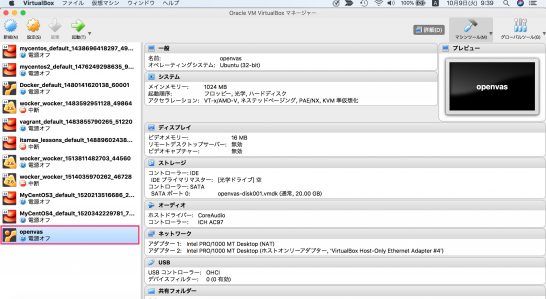 VirtualBox ファイル 仮想マシン ウィンドウ ヘルプ
100% 10月9日(火) 9:39
Oracle VM VirtualBox マネージャー
新規(N) 設定(S) 起動(T)
詳細(D) マシンツール(M) グローバルツール(G)
mycentos_default_1438696418297_49...
電源オフ
mycentos2_default_1476249298635_9...
電源オフ
Docker_default_1480141600001_14...
電源オフ
wocker_wocker_1483592951128_49864
中断
vagrant_default_1483855790265_51220
電源オフ
itamae_lessons_default_14889602438...
中断
wocker_wocker_1513811482703_44560
電源オフ
wocker_wocker_1514035970262_46728
中断
MyCentOS3_default_1520213516686_2...
電源オフ
MyCentOS4_default_1520342229781_7...
電源オフ
openvas
電源オフ
一般
名前: openvas
オペレーティングシステム: Ubuntu (32-bit)
システム
メインメモリー: 1024 MB
起動順序: フロッピー, 光学, ハードディスク
アクセラレーション: VT-x/AMD-V, ネステッドページング, PAE/NX, KVM 準仮想化
ディスプレイ
ビデオメモリー: 16 MB
リモートデスクトップサーバー: 無効
ビデオキャプチャー: 無効
ストレージ
コントローラー: IDE
IDE プライマリマスター: [光学ドライブ] 空
コントローラー: SATA
SATA ポート 0: openvas-disk001.vmdk (通常, 20.00 GB)
オーディオ
ホストドライバー: CoreAudio
コントローラー: ICH AC97
ネットワーク
アダプター 1: Intel PRO/1000 MT Desktop (NAT)
アダプター 2: Intel PRO/1000 MT Desktop (ホストオンリーアダプター, 'VirtualBox Host-Only Ethernet Adapter #4')
USB
USB コントローラー: OHCI
デバイスフィルター: 0 (0 有効)
共有フォルダー
プレビュー
openvas